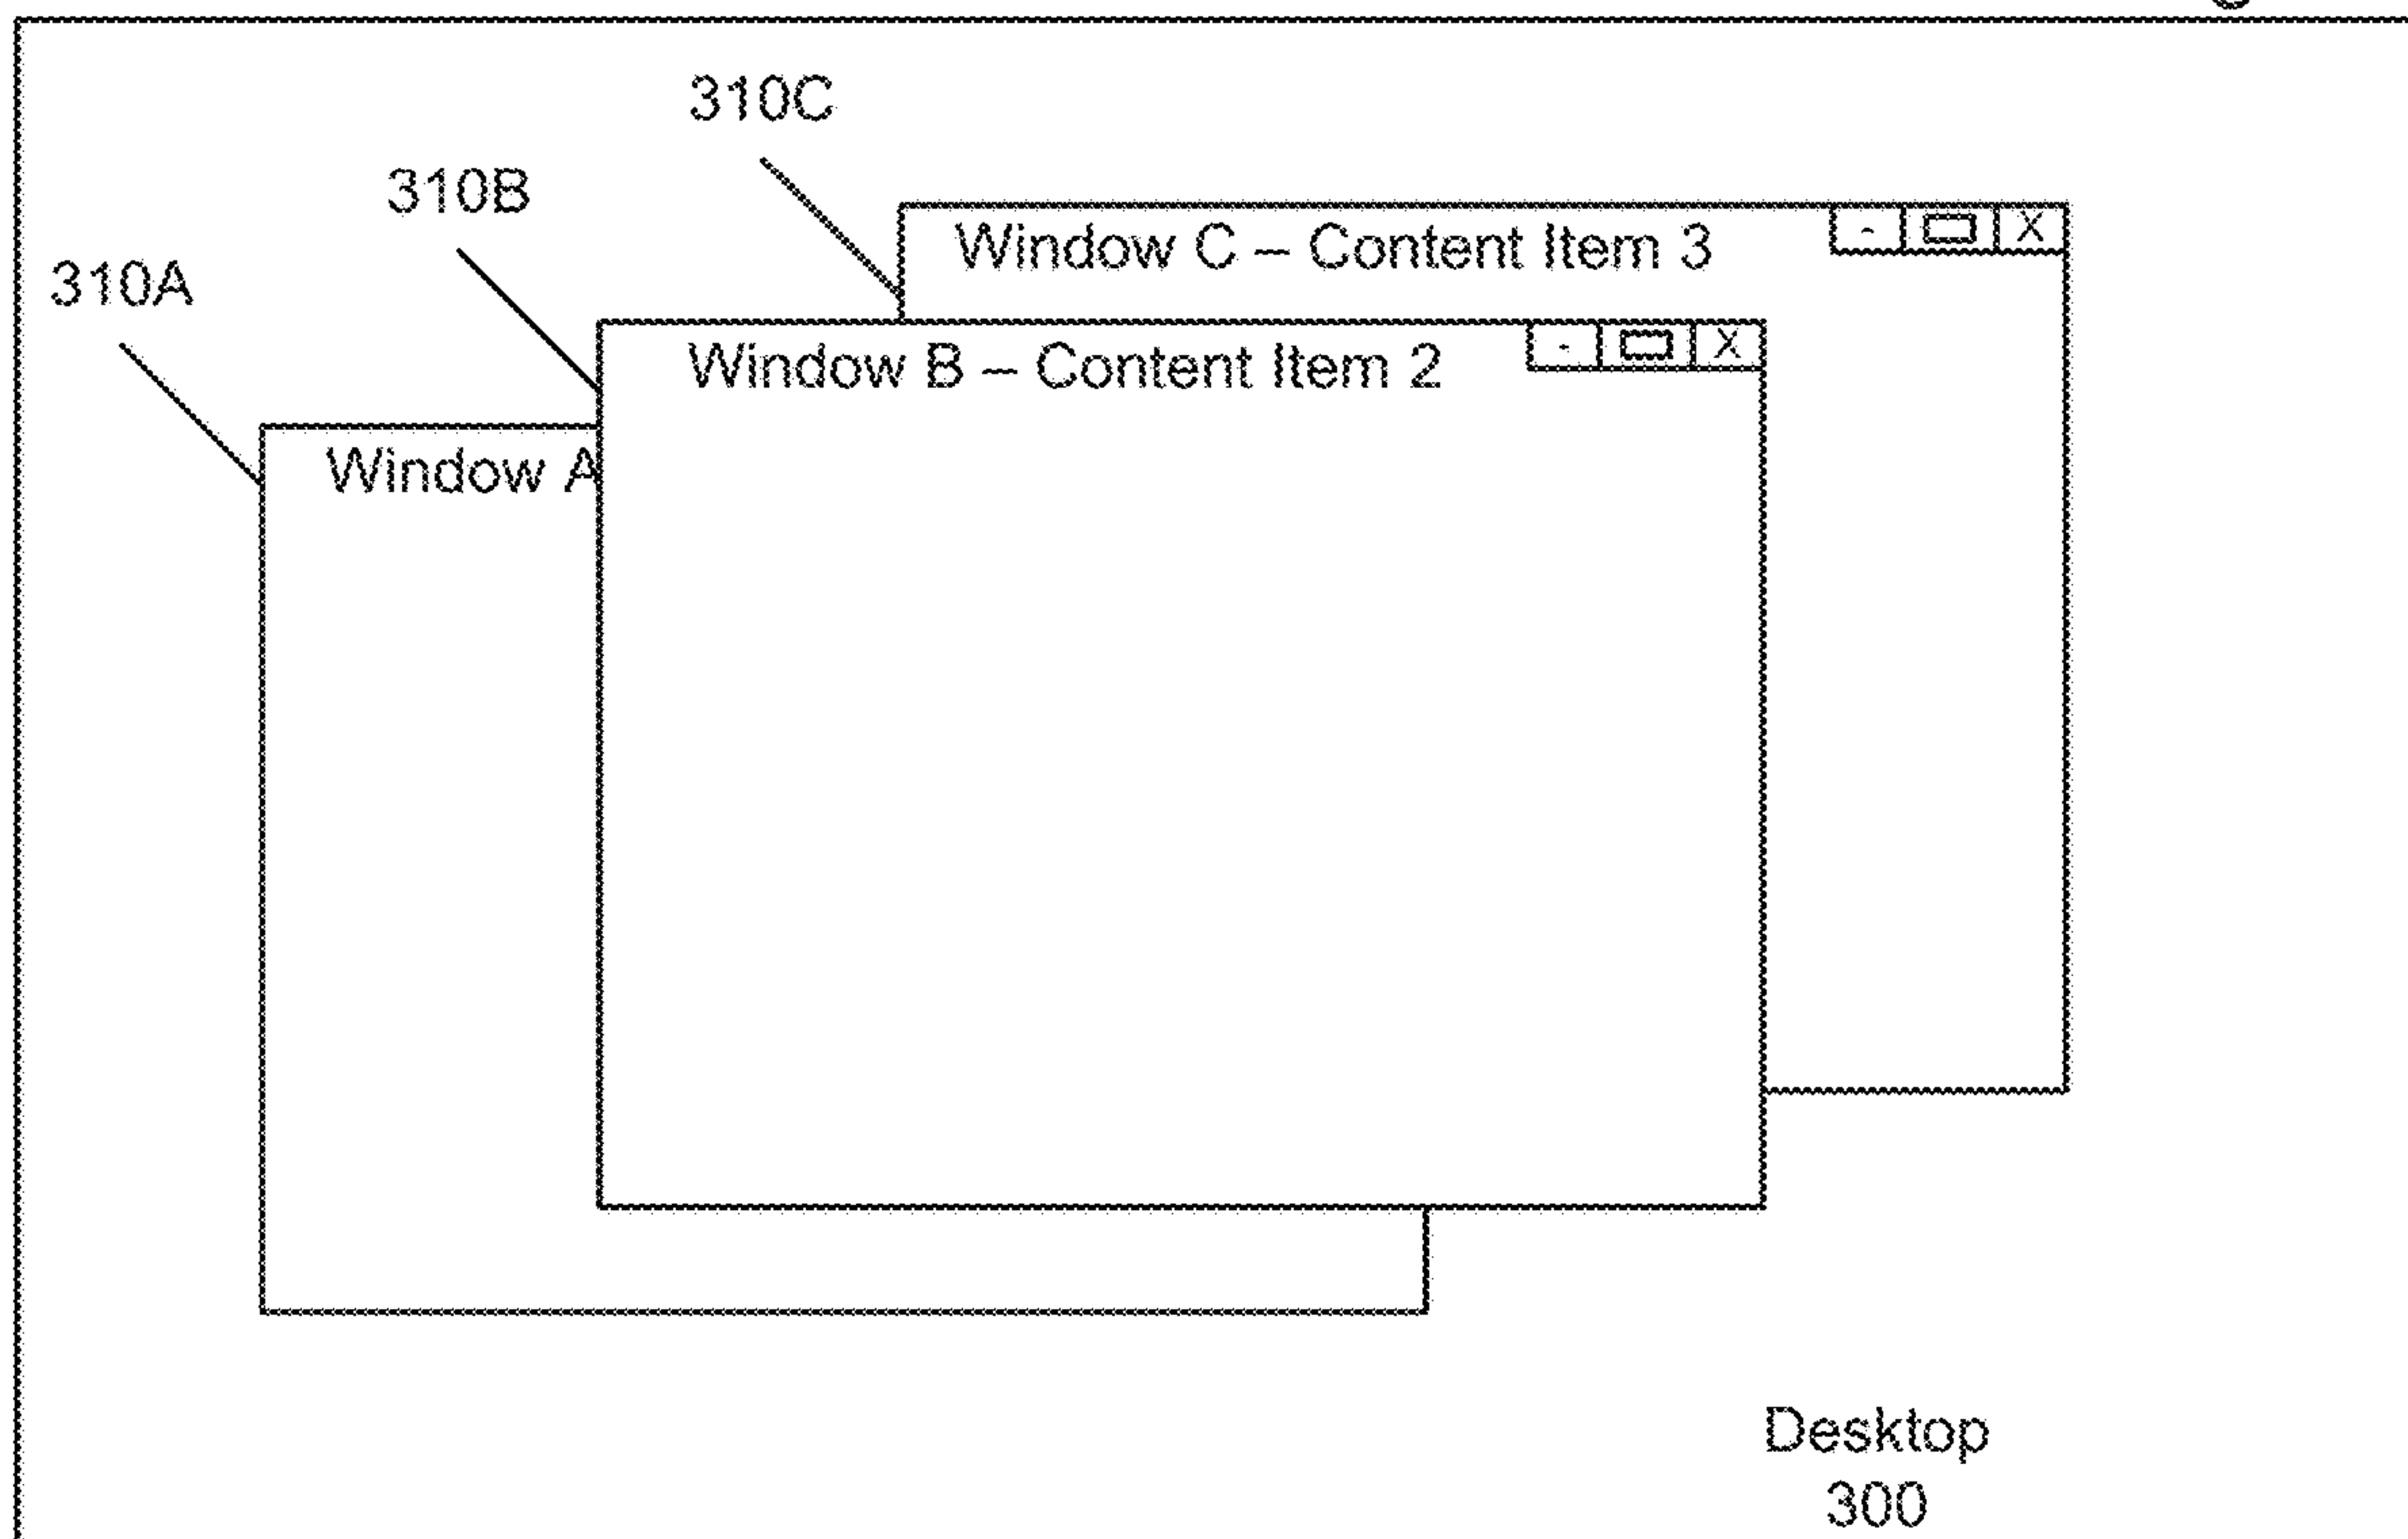 310C
310B
310A
Window C – Content Item 3
- X
Window B – Content Item 2
- X
Window A
Desktop
300